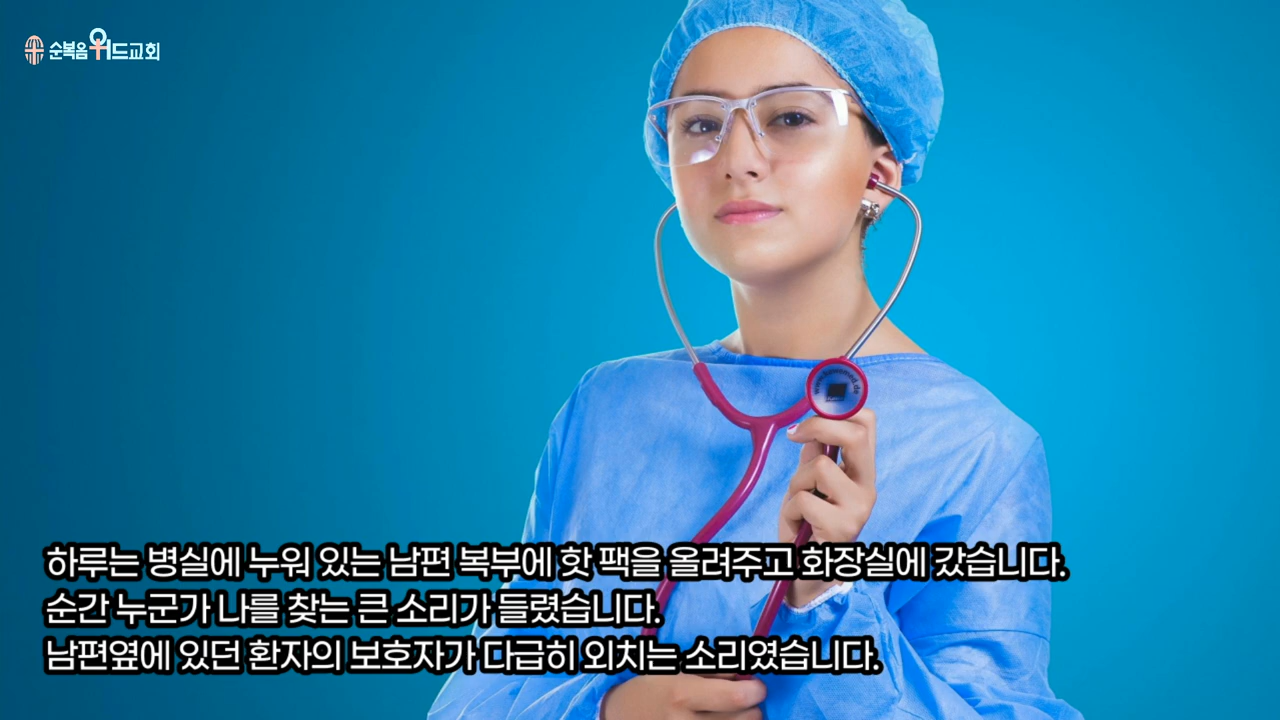 순복음위드교회
하루는 병실에 누워 있는 남편 복부에 핫 팩을 올려주고 화장실에 갔습니다.
순간 누군가 나를 찾는 큰 소리가 들렸습니다.
남편옆에 있던 환자의 보호자가 다급히 외치는 소리였습니다.